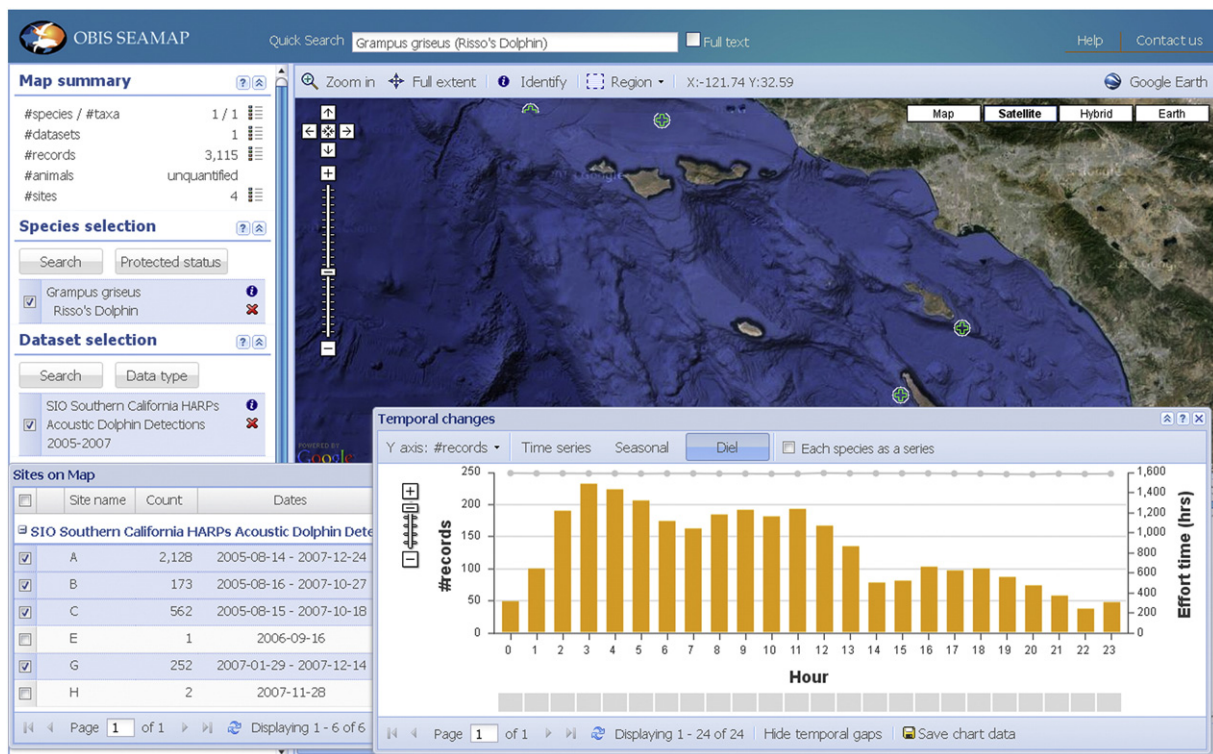 OBIS SEAMAP
Quick Search Grampus griseus (Risso's Dolphin) Full text
Help Contact us
Map summary
#species / #taxa 1 / 1
#datasets 1
#records 3,115
#animals unquantified
#sites 4
Species selection
Search Protected status
Grampus griseus
Risso's Dolphin
Dataset selection
Search Data type
SIO Southern California HARPs
Acoustic Dolphin Detections
2005-2007
Zoom in Full extent Identify Region X:-121.74 Y:32.59 Google Earth
Map Satellite Hybrid Earth
POWERED BY
Google
Sites on Map
Site name Count Dates
SIO Southern California HARPs Acoustic Dolphin Dete
A 2,128 2005-08-14 - 2007-12-24
B 173 2005-08-16 - 2007-10-27
C 562 2005-08-15 - 2007-10-18
E 1 2006-09-16
G 252 2007-01-29 - 2007-12-14
H 2 2007-11-28
Page 1 of 1 Displaying 1 - 6 of 6
Temporal changes
Y axis: #records Time series Seasonal Diel Each species as a series
#records
250
200
150
100
50
0
1,600
1,400
1,200
1,000
800
600
400
200
0
Effort time (hrs)
0 1 2 3 4 5 6 7 8 9 10 11 12 13 14 15 16 17 18 19 20 21 22 23
Hour
Page 1 of 1 Displaying 1 - 24 of 24 Hide temporal gaps Save chart data